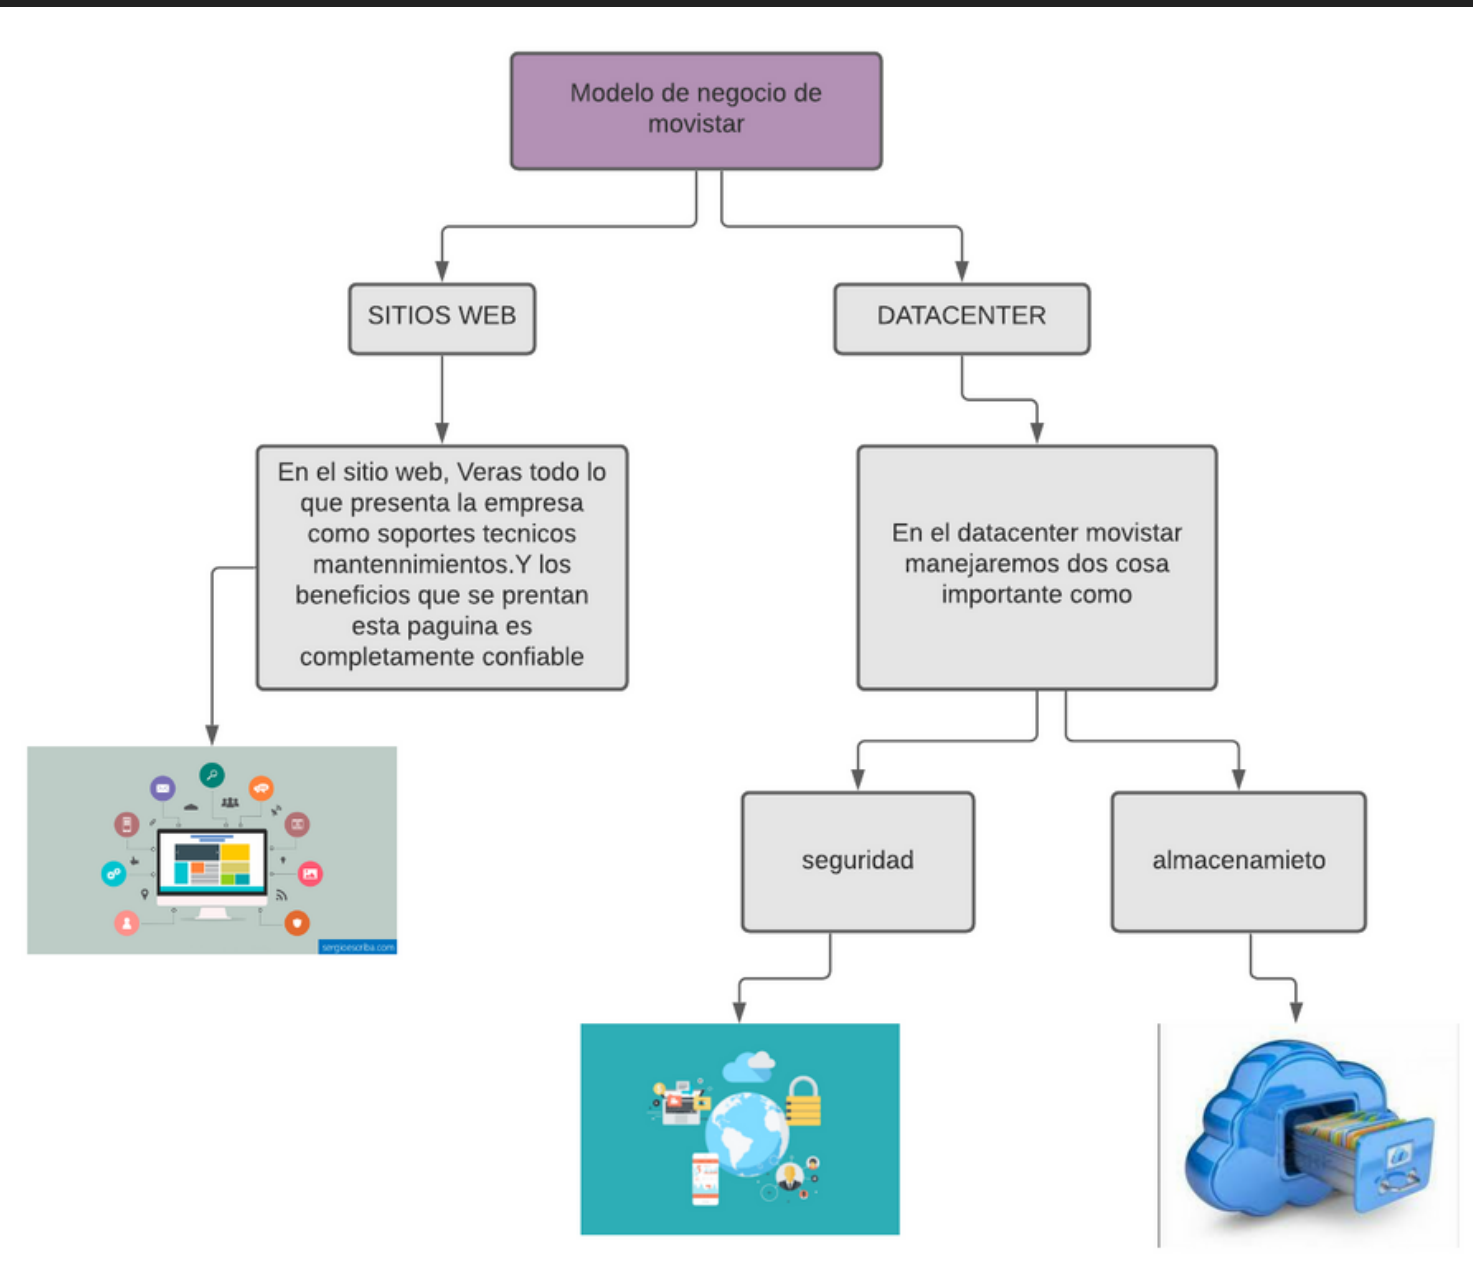 Modelo de negocio de
movistar
SITIOS WEB
DATACENTER
En el sitio web, Veras todo lo
que presenta la empresa
como soportes tecnicos
mantennimientos.Y los
beneficios que se prentan
esta paguina es
completamente confiable
En el datacenter movistar
manejaremos dos cosa
importante como
seguridad
almacenamieto
sergioescriba.com